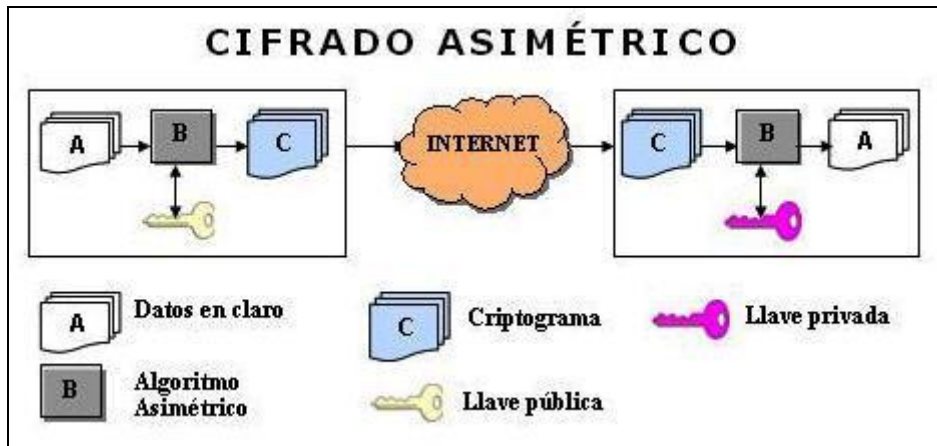 CIFRADO ASIMÉTRICO
A B C INTERNET C B A
A Datos en claro C Criptograma Llave privada
B Algoritmo
Asimétrico Llave pública